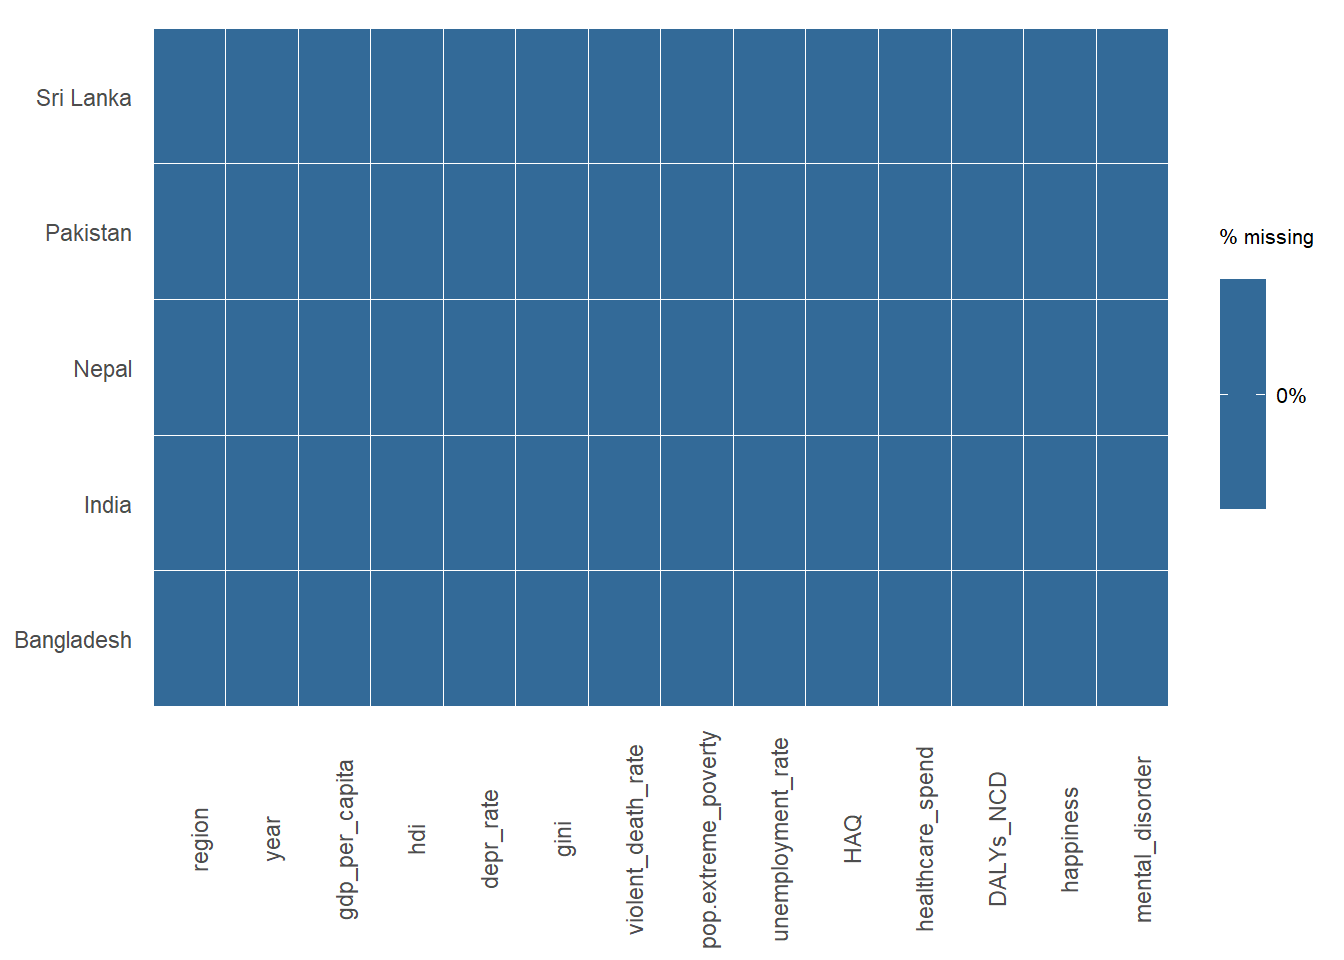 Sri Lanka
Pakistan
Nepal
India
Bangladesh
region
year
gdp_per_capita
hdi
depr_rate
gini
violent_death_rate
pop.extreme_poverty
unemployment_rate
HAQ
healthcare_spend
DALYs_NCD
happiness
mental_disorder
% missing
0%